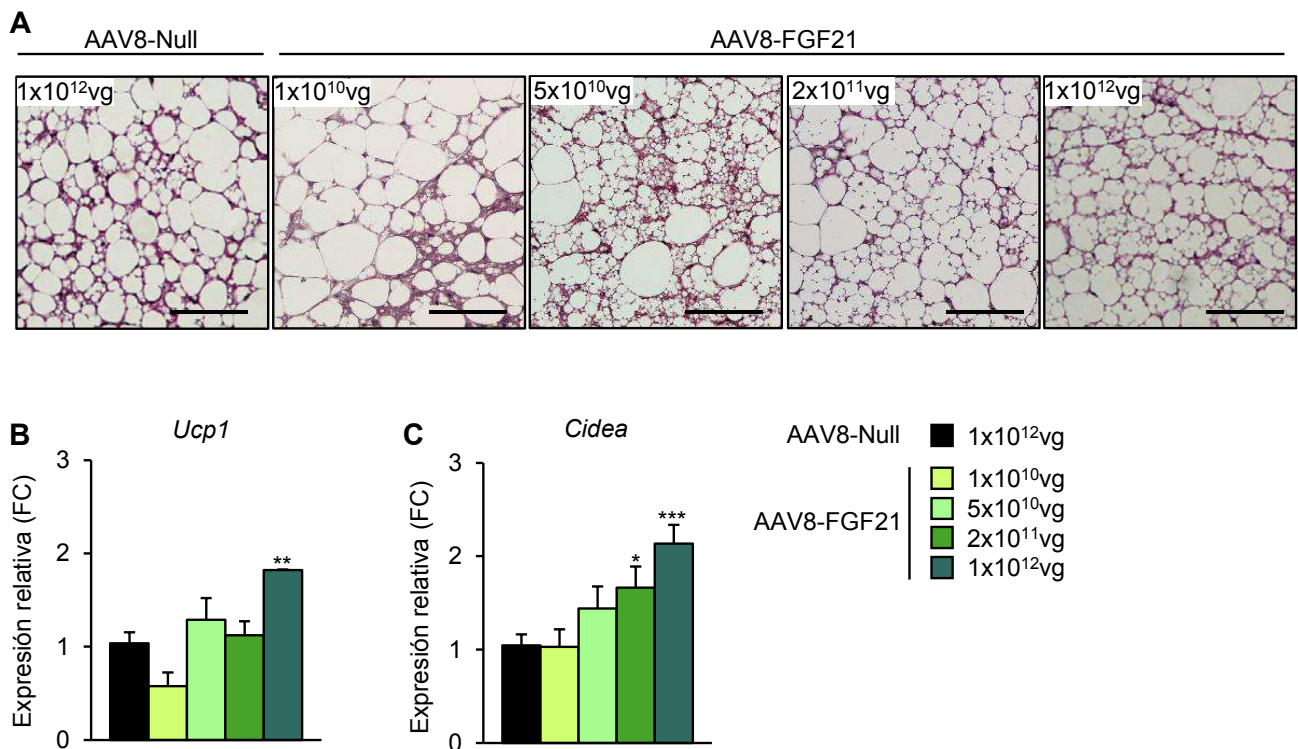 A
AAV8-Null
AAV8-FGF21
1x10¹²vg
1x10¹⁰vg
5x10¹⁰vg
2x10¹¹vg
1x10¹²vg
B
Ucp1
Expresión relativa (FC)
3
2
1
0
**
C
Cidea
Expresión relativa (FC)
3
2
1
0
*
***
AAV8-Null
1x10¹²vg
AAV8-FGF21
1x10¹⁰vg
5x10¹⁰vg
2x10¹¹vg
1x10¹²vg